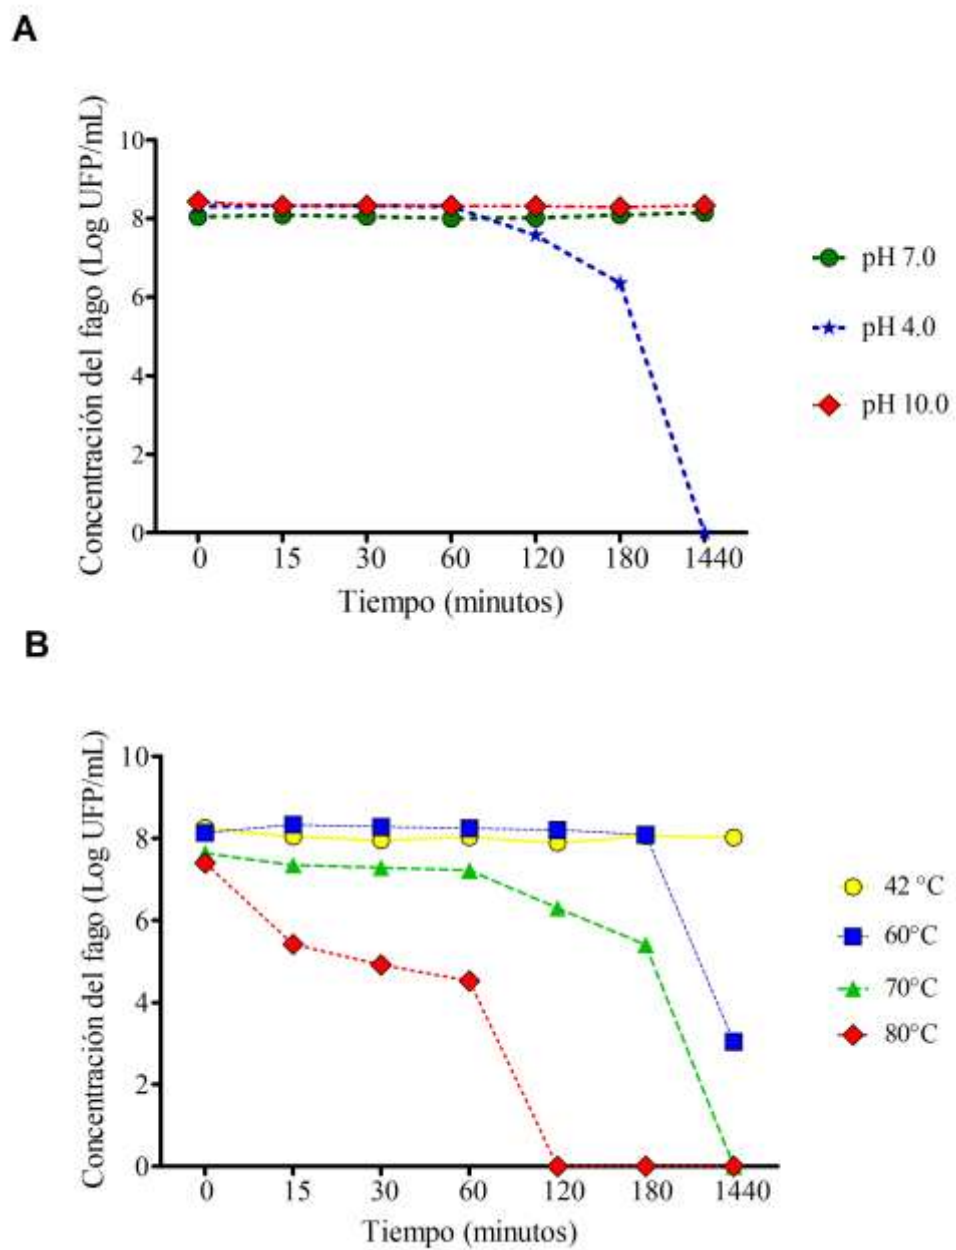 A
Concentración del fago (Log UFP/mL)
10
8
6
4
2
0
0 15 30 60 120 180 1440
Tiempo (minutos)
pH 7.0
pH 4.0
pH 10.0
B
Concentración del fago (Log UFP/mL)
10
8
6
4
2
0
0 15 30 60 120 180 1440
Tiempo (minutos)
42 °C
60°C
70°C
80°C